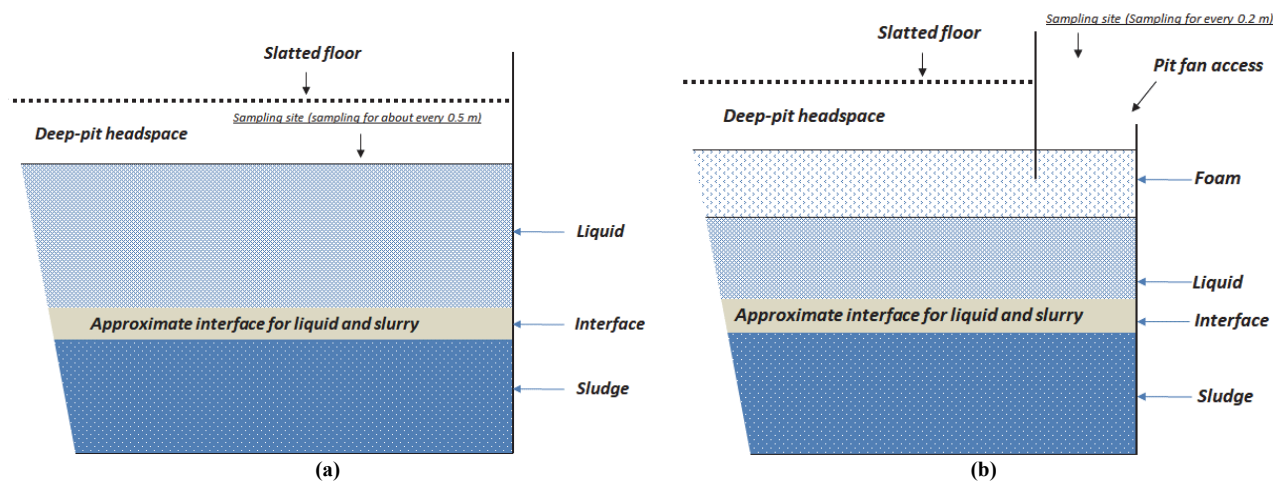 Slatted floor
Sampling site (sampling for about every 0.5 m)
Deep-pit headspace
Liquid
Approximate interface for liquid and slurry
Interface
Sludge
(a)
Sampling site (Sampling for every 0.2 m)
Slatted floor
Pit fan access
Deep-pit headspace
Foam
Liquid
Approximate interface for liquid and slurry
Interface
Sludge
(b)